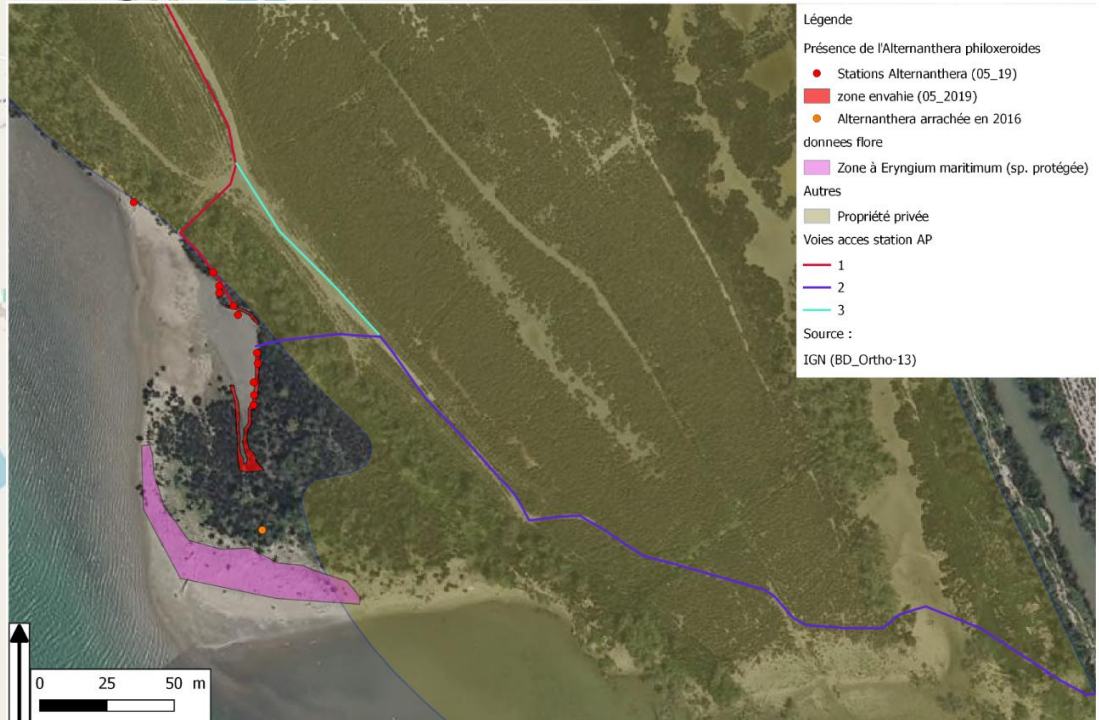 Légende
Présence de l'Alternanthera philoxeroides
Stations Alternanthera (05_19)
zone envahie (05_2019)
Alternanthera arrachée en 2016
donnees flore
Zone à Eryngium maritimum (sp. protégée)
Autres
Propriété privée
Voies acces station AP
1
2
3
Source :
IGN (BD_Ortho-13)
0 25 50 m